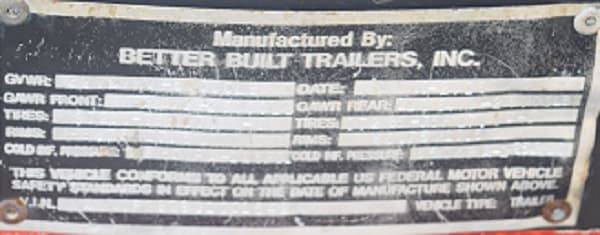 Manufactured By:
BETTER BUILT TRAILERS, INC.
GVWR: DATE:
GAWR FRONT: GAWR REAR:
TIRES: TIRES:
RIMS: RIMS:
COLD INF. PRESSURE: COLD INF. PRESSURE:
THIS VEHICLE CONFORMS TO ALL APPLICABLE US FEDERAL MOTOR VEHICLE
SAFETY STANDARDS IN EFFECT ON THE DATE OF MANUFACTURE SHOWN ABOVE.
V.I.N. VEHICLE TYPE: TRAILER